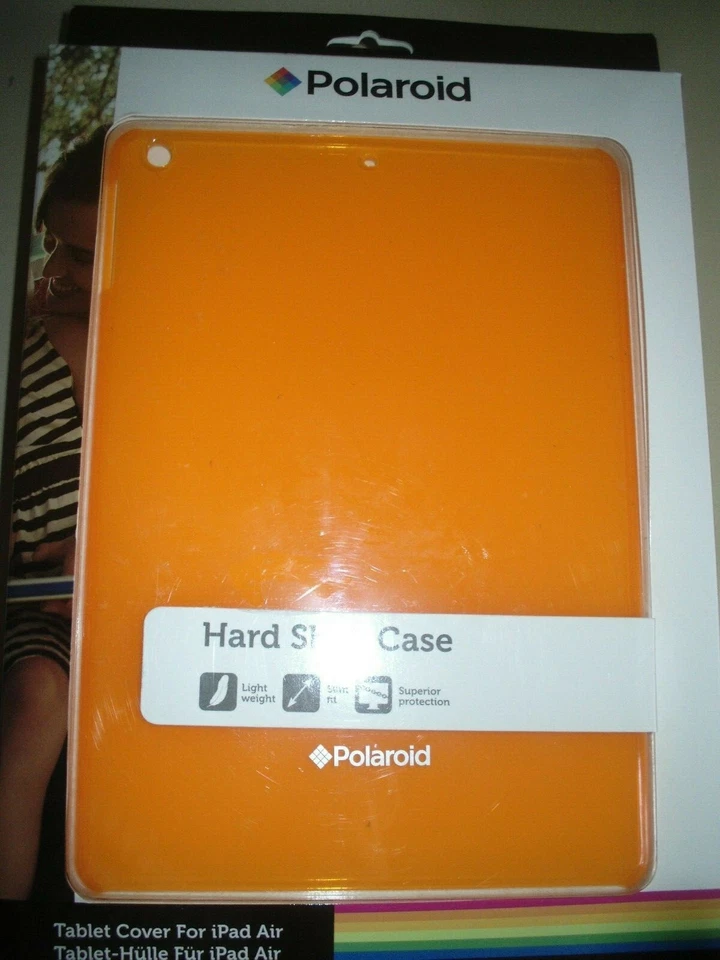 Polaroid
Hard Case
Light
weight
fit
Superior
protection
Polaroid
Tablet Cover For iPad Air
Tablet-Hülle Für iPad Air